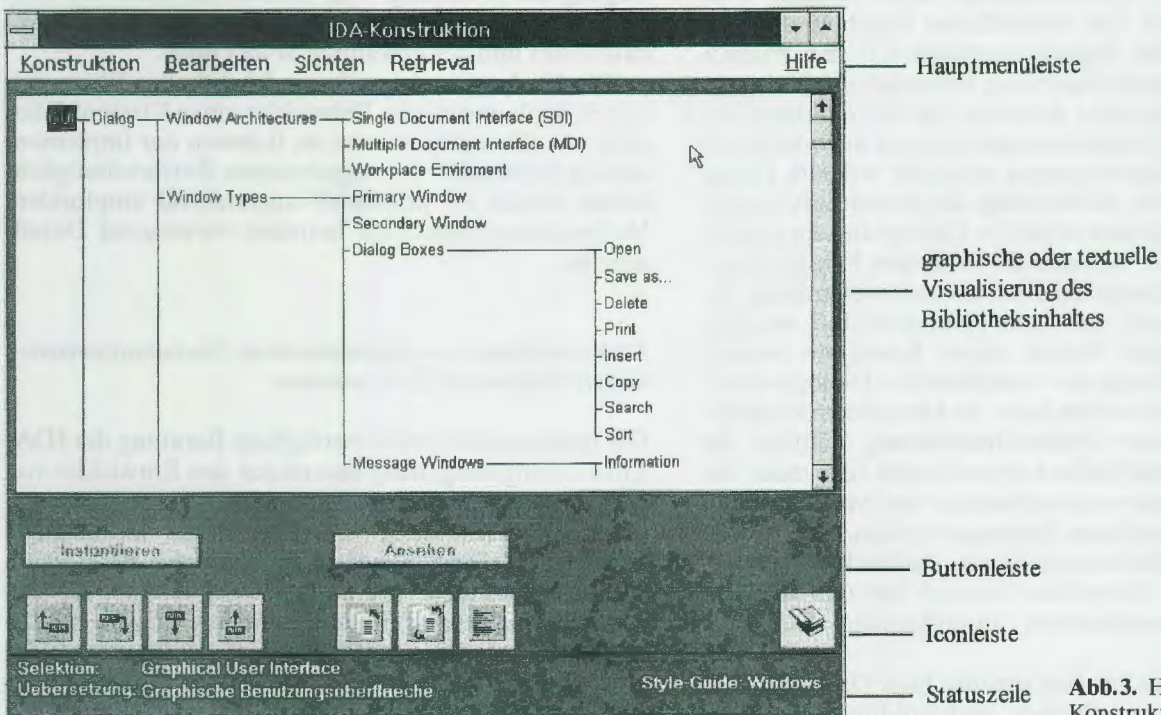 IDA-Konstruktion
Konstruktion Bearbeiten Sichten Retrieval Hilfe
Hauptmenüleiste
Dialog Window Architectures Single Document Interface (SDI)
Multiple Document Interface (MDI)
Workplace Enviroment
Window Types Primary Window
Secondary Window
Dialog Boxes Open
Save as...
Delete
Print
Insert
Copy
Search
Sort
Message Windows Information
graphische oder textuelle
Visualisierung des
Bibliotheksinhaltes
Instantiieren Ansehen
Buttonleiste
Iconleiste
Selektion: Graphical User Interface
Uebersetzung: Graphische Benutzungsoberflaeche
Style-Guide: Windows
Statuszeile
Abb. 3. H
Konstrukti